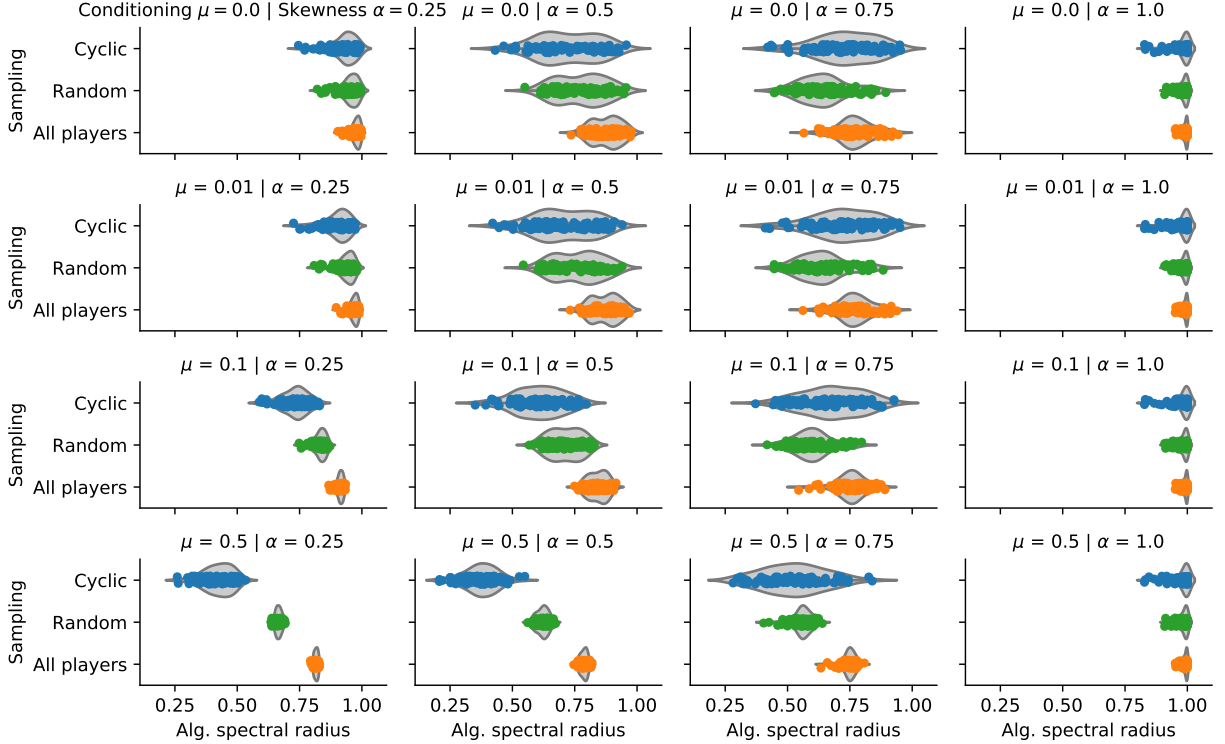 Conditioning μ = 0.0 | Skewness α = 0.25
μ = 0.0 | α = 0.5
μ = 0.0 | α = 0.75
μ = 0.0 | α = 1.0
Sampling
Cyclic
Random
All players
μ = 0.01 | α = 0.25
μ = 0.01 | α = 0.5
μ = 0.01 | α = 0.75
μ = 0.01 | α = 1.0
Sampling
Cyclic
Random
All players
μ = 0.1 | α = 0.25
μ = 0.1 | α = 0.5
μ = 0.1 | α = 0.75
μ = 0.1 | α = 1.0
Sampling
Cyclic
Random
All players
μ = 0.5 | α = 0.25
μ = 0.5 | α = 0.5
μ = 0.5 | α = 0.75
μ = 0.5 | α = 1.0
Sampling
Cyclic
Random
All players
0.25 0.50 0.75 1.00
0.25 0.50 0.75 1.00
0.25 0.50 0.75 1.00
0.25 0.50 0.75 1.00
Alg. spectral radius
Alg. spectral radius
Alg. spectral radius
Alg. spectral radius